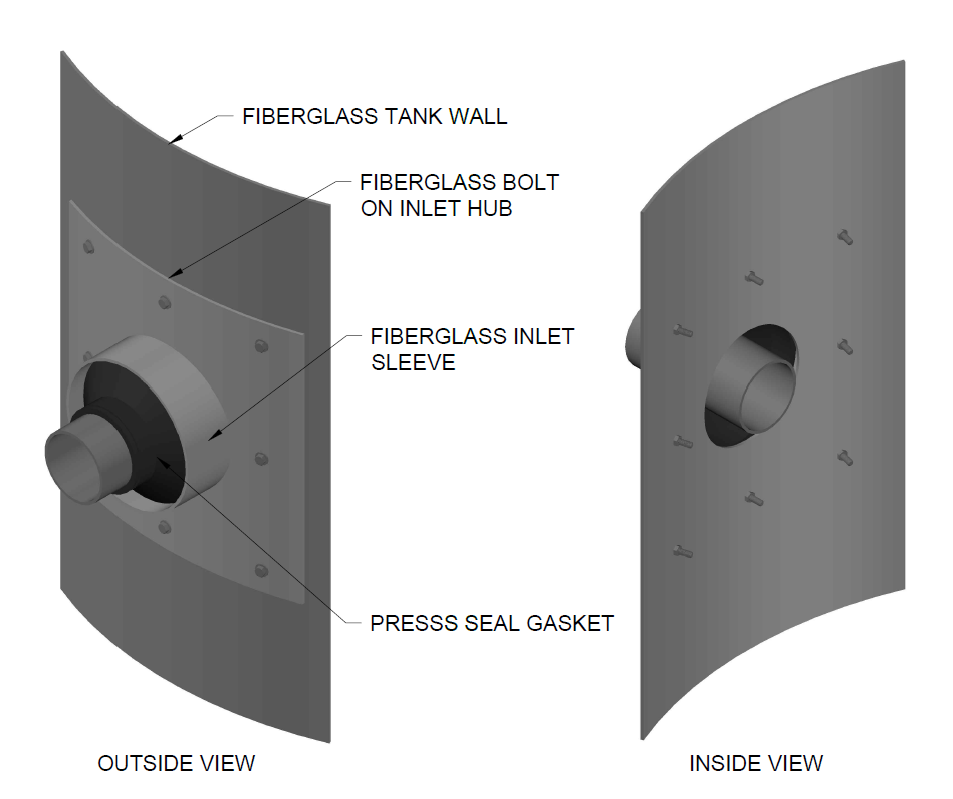 FIBERGLASS TANK WALL
FIBERGLASS BOLT
ON INLET HUB
FIBERGLASS INLET
SLEEVE
PRESSS SEAL GASKET
OUTSIDE VIEW
INSIDE VIEW